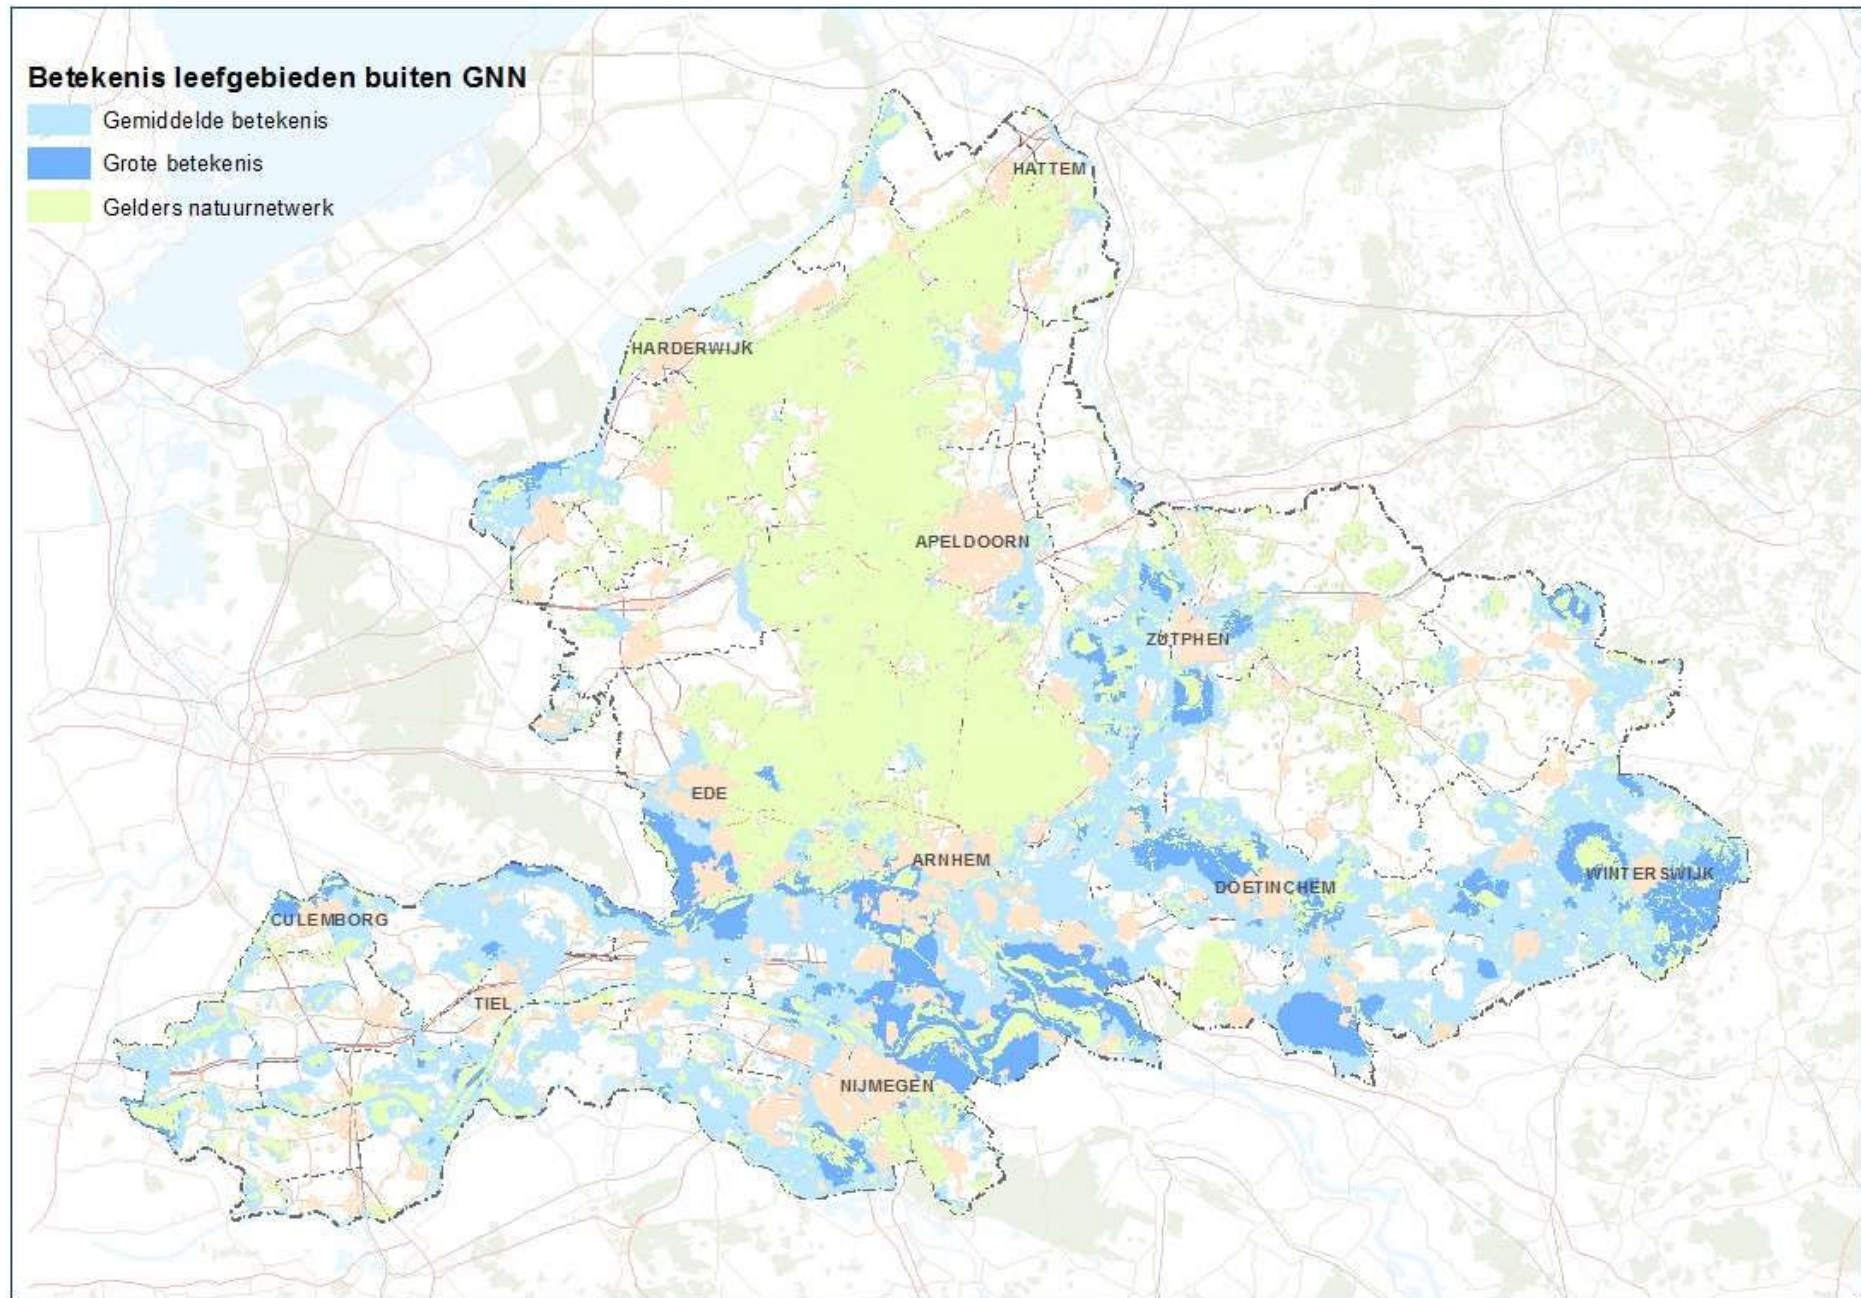 Betekenis leefgebieden buiten GNN
Gemiddelde betekenis
Grote betekenis
Gelders natuurnetwerk
HATTEM
HARDERWIJK
APELDOORN
ZUTPHEN
EDE
ARNHEM
DOETINCHEM
WINTERSWIJK
CULEMBORG
TIEL
NIJMEGEN